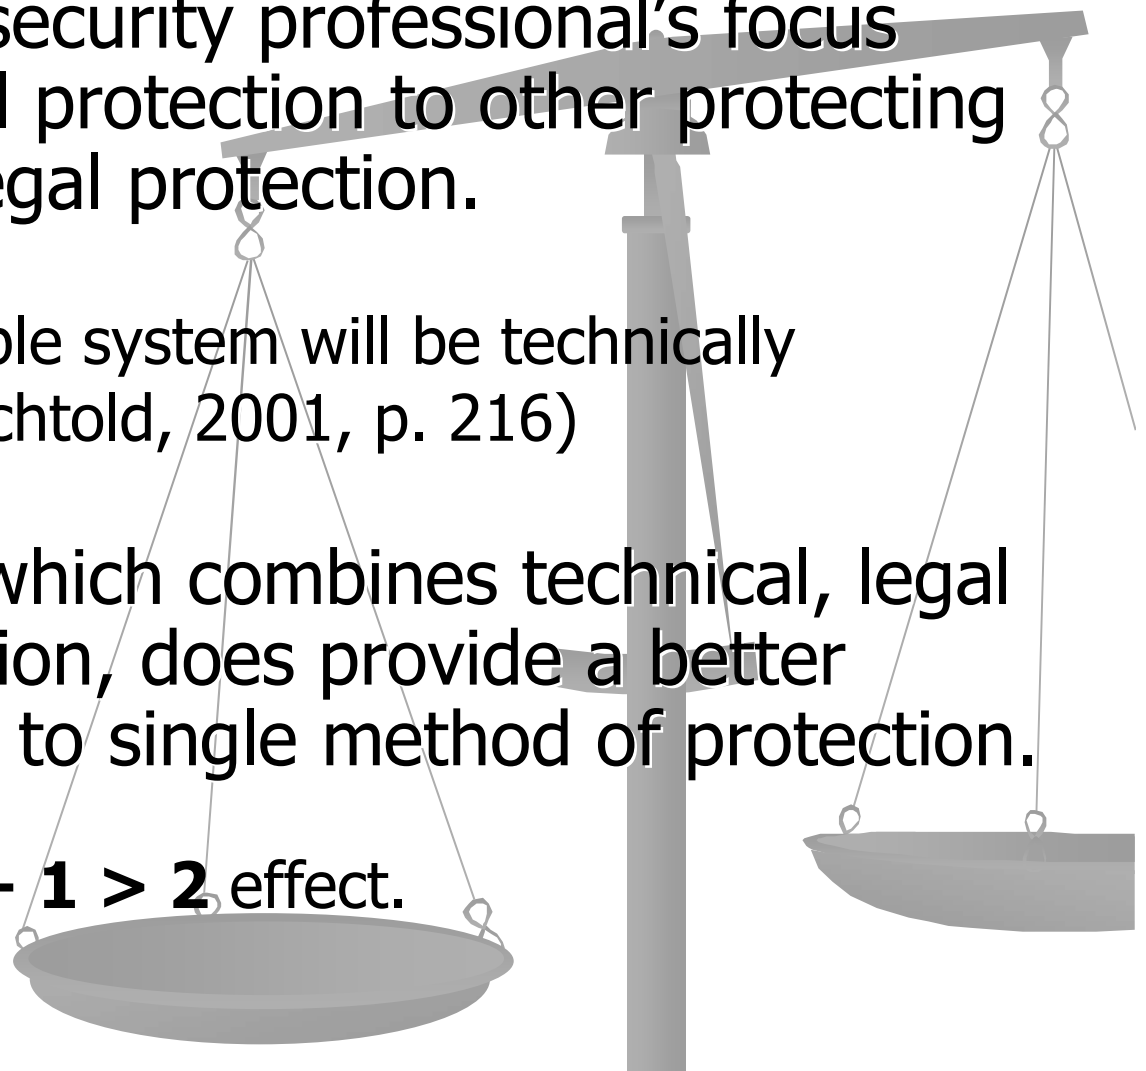 security professional's focus
l protection to other protecting
egal protection.
ble system will be technically
chtold, 2001, p. 216)
which combines technical, legal
ion, does provide a better
to single method of protection.
- 1 > 2 effect.